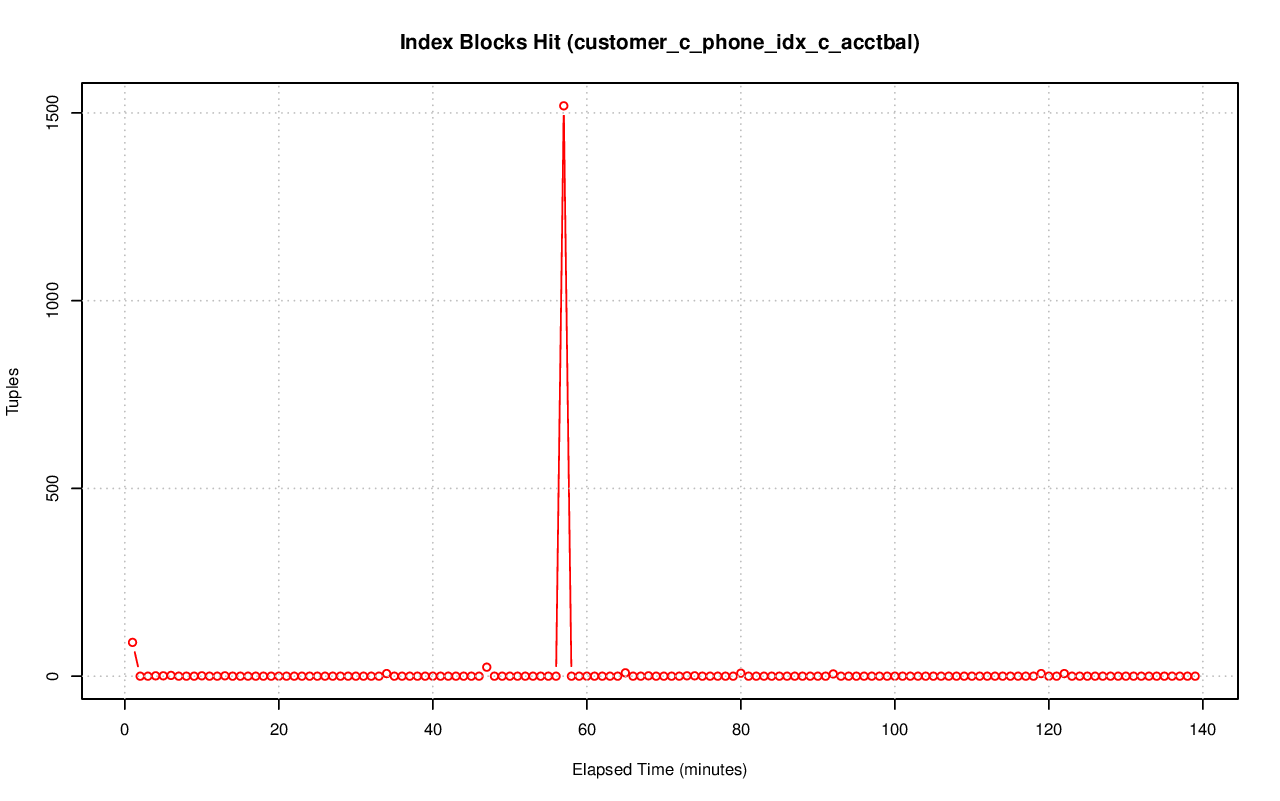 Index Blocks Hit (customer_c_phone_idx_c_acctbal)
1500
1000
500
0
Tuples
0 20 40 60 80 100 120 140
Elapsed Time (minutes)